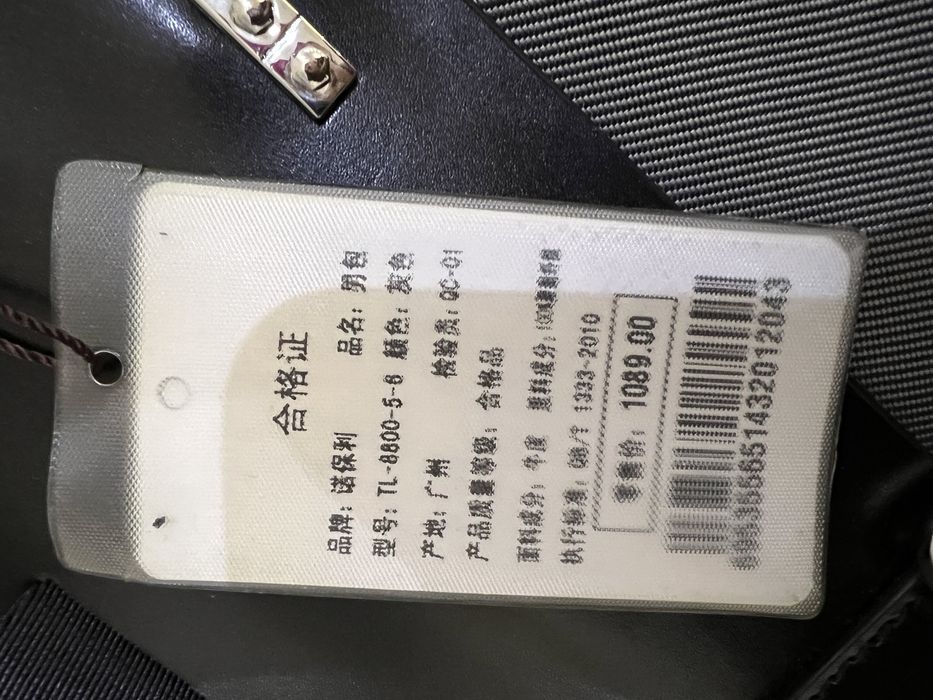 合格证
品牌: 诺保利 品名: 男包
型号: TL-8800-5-6 颜色: 灰色
产地: 广州 检验员: QC-01
产品质量等级: 合格品
面料成分: 牛皮 里料成分:
执行标准: QB/T 1333-2010
零售价: 1089.00